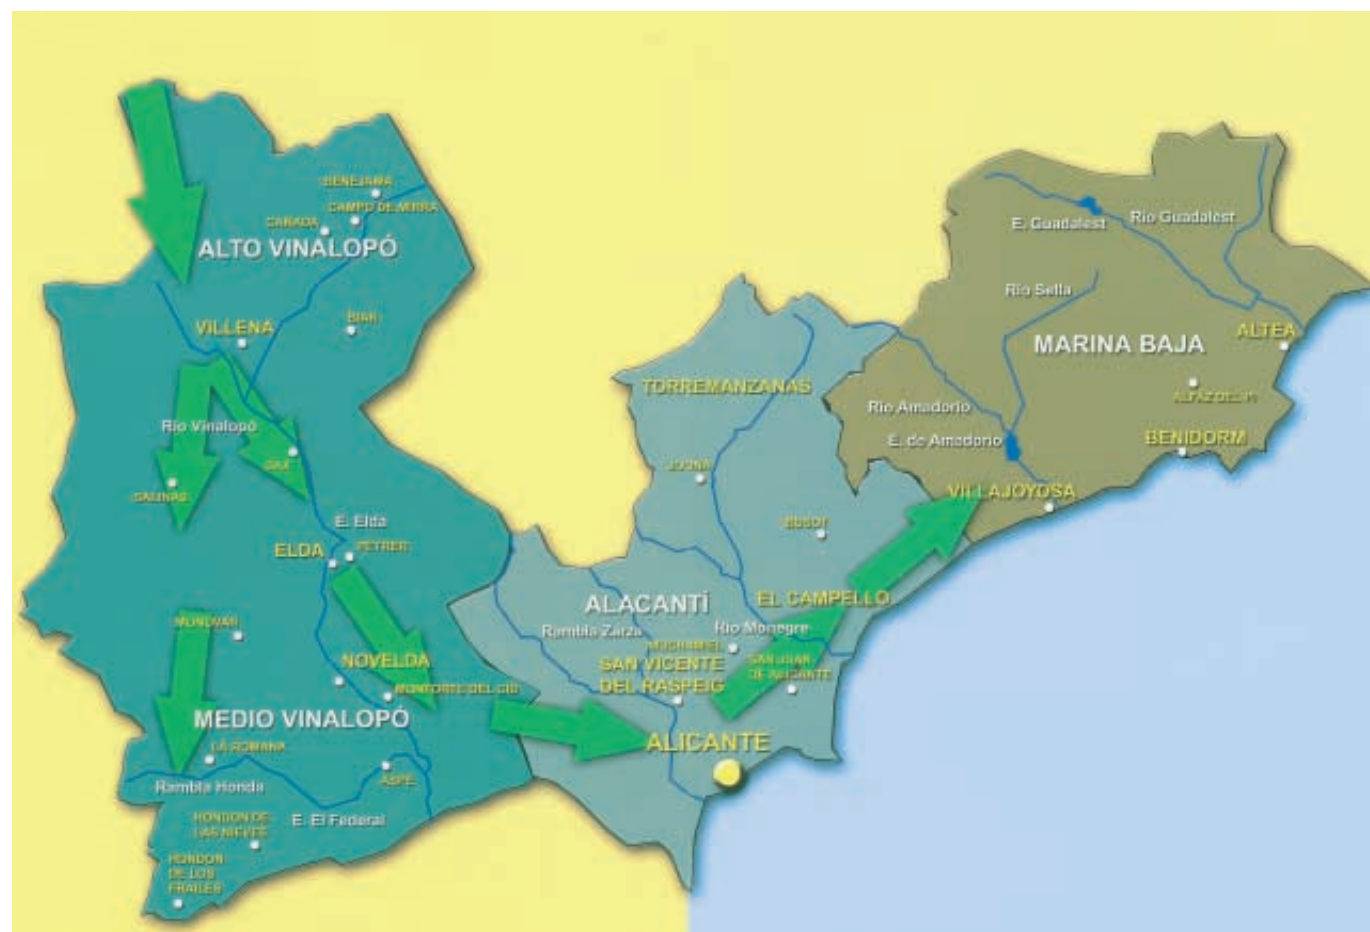 BENEJAMA
CAMPO DE MIRRA
CAÑADA
ALTO VINALOPÓ
E. Guadalest
Río Guadalest
Río Sella
VILLENA
BIAR
ALTEA
MARINA BAJA
TORREMANZANAS
ALFAZ DEL PI
Río Amadorio
Río Vinalopó
E. de Amadorio
BENIDORM
SAX
JIJONA
SALINAS
VILLAJOYOSA
E. Elda
BUSOT
ELDA
PETRER
EL CAMPELLO
ALACANTÍ
MONOVAR
Rambla Zarza
Río Monegre
MUCHAMIEL
NOVELDA
SAN VICENTE
DEL RASPEIG
SAN JUAN
DE ALICANTE
MONFORTE DEL CID
MEDIO VINALOPÓ
ALICANTE
LA ROMANA
ASPE
Rambla Honda
HONDON DE
LAS NIEVES
E. El Federal
HONDON
DE LOS
FRAILES